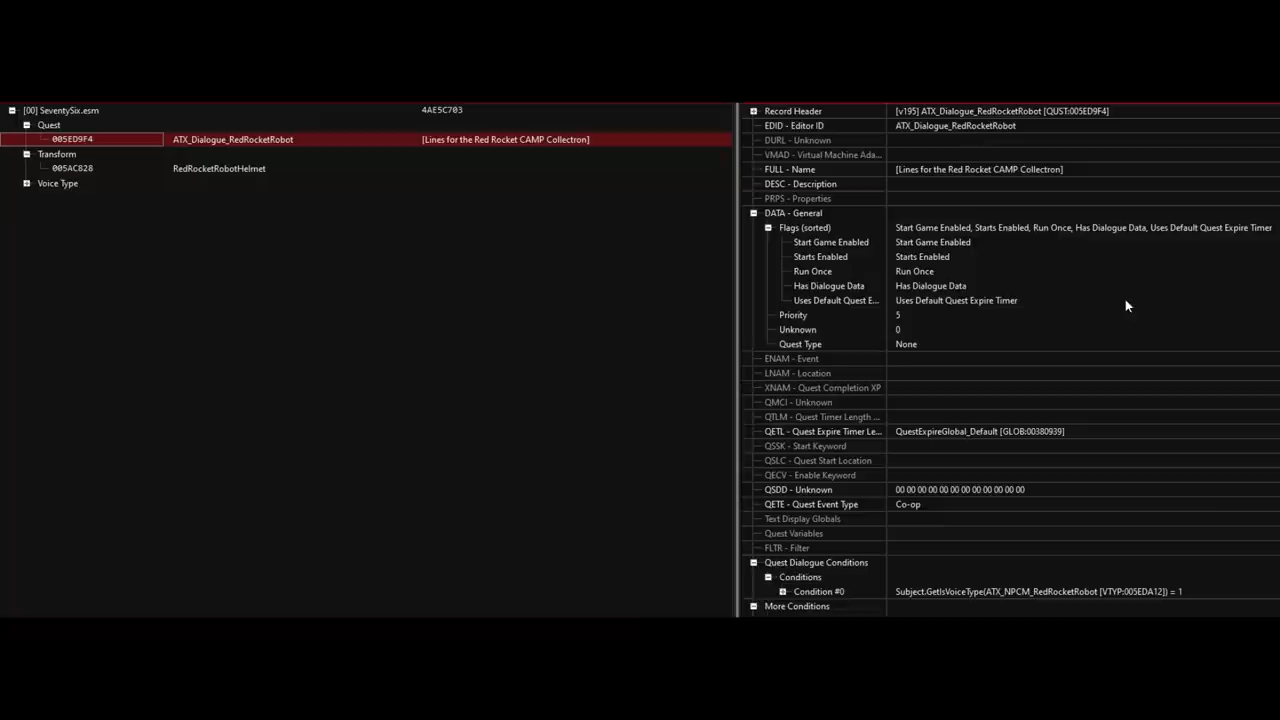 [00] SeventySix.esm 4AE5C703
Quest
005ED9F4 ATX_Dialogue_RedRocketRobot [Lines for the Red Rocket CAMP Collectron]
Transform
005AC828 RedRocketRobotHelmet
Voice Type
Record Header [v195] ATX_Dialogue_RedRocketRobot [QUST:005ED9F4]
EDID - Editor ID ATX_Dialogue_RedRocketRobot
DURL - Unknown
VMAD - Virtual Machine Ada...
FULL - Name [Lines for the Red Rocket CAMP Collectron]
DESC - Description
PRPS - Properties
DATA - General
Flags (sorted) Start Game Enabled, Starts Enabled, Run Once, Has Dialogue Data, Uses Default Quest Expire Timer
Start Game Enabled Start Game Enabled
Starts Enabled Starts Enabled
Run Once Run Once
Has Dialogue Data Has Dialogue Data
Uses Default Quest E... Uses Default Quest Expire Timer
Priority 5
Unknown 0
Quest Type None
ENAM - Event
LNAM - Location
XNAM - Quest Completion XP
QMCI - Unknown
QTLM - Quest Timer Length ...
QETL - Quest Expire Timer Le... QuestExpireGlobal_Default [GLOB:00380939]
QSSK - Start Keyword
QSLC - Quest Start Location
QECV - Enable Keyword
QSDD - Unknown 00 00 00 00 00 00 00 00 00 00 00 00
QETE - Quest Event Type Co-op
Text Display Globals
Quest Variables
FLTR - Filter
Quest Dialogue Conditions
Conditions
Condition #0 Subject.GetIsVoiceType(ATX_NPCM_RedRocketRobot [VTYP:005EDA12]) = 1
More Conditions